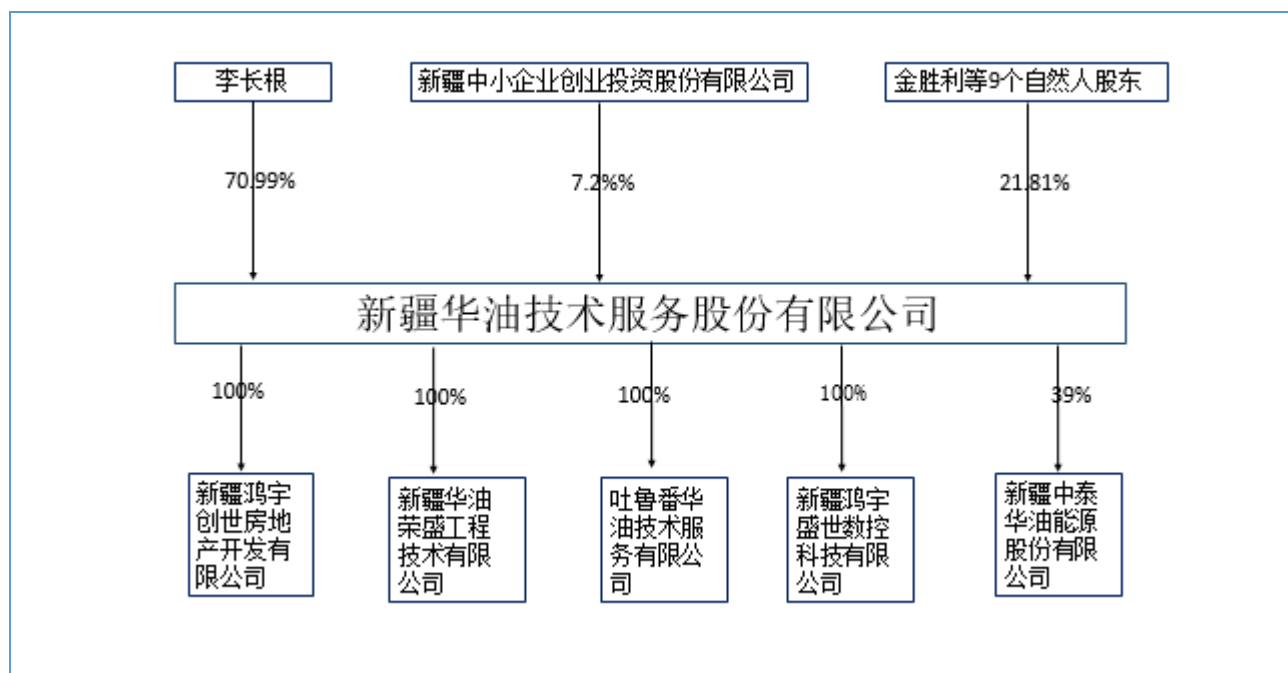 李长根
新疆中小企业创业投资股份有限公司
金胜利等9个自然人股东
70.99%
7.2%%
21.81%
新疆华油技术服务股份有限公司
100%
100%
100%
100%
39%
新疆鸿宇
创世房地
产开发有
限公司
新疆华油
荣盛工程
技术有限
公司
吐鲁番华
油技术服
务有限公
司
新疆鸿宇
盛世数控
科技有限
公司
新疆中泰
华油能源
股份有限
公司